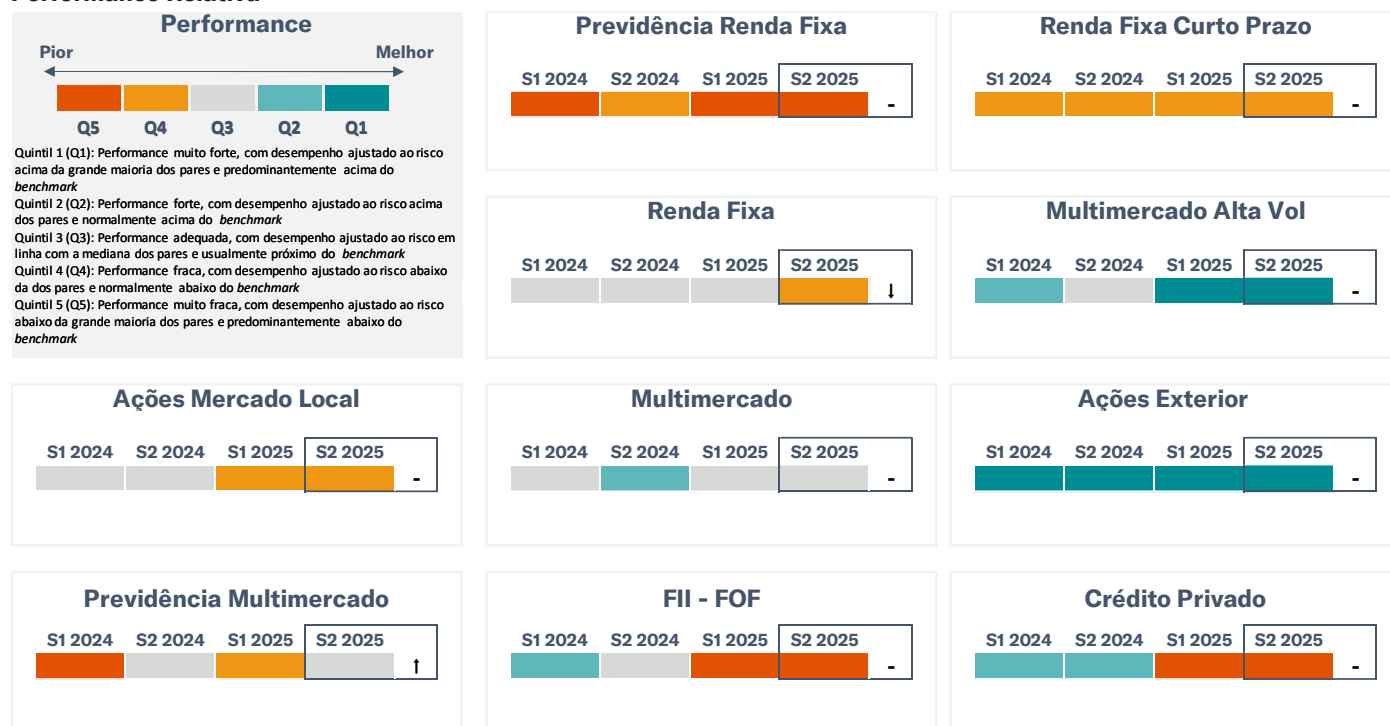 Performance
Pior Melhor
Q5 Q4 Q3 Q2 Q1
Quintil 1 (Q1): Performance muito forte, com desempenho ajustado ao risco
acima da grande maioria dos pares e predominantemente acima do
benchmark
Quintil 2 (Q2): Performance forte, com desempenho ajustado ao risco acima
dos pares e normalmente acima do benchmark
Quintil 3 (Q3): Performance adequada, com desempenho ajustado ao risco em
linha com a mediana dos pares e usualmente próximo do benchmark
Quintil 4 (Q4): Performance fraca, com desempenho ajustado ao risco abaixo
da dos pares e normalmente abaixo do benchmark
Quintil 5 (Q5): Performance muito fraca, com desempenho ajustado ao risco
abaixo da grande maioria dos pares e predominantemente abaixo do
benchmark
Previdência Renda Fixa
S1 2024 S2 2024 S1 2025 S2 2025
-
Renda Fixa Curto Prazo
S1 2024 S2 2024 S1 2025 S2 2025
-
Renda Fixa
S1 2024 S2 2024 S1 2025 S2 2025
↓
Multimercado Alta Vol
S1 2024 S2 2024 S1 2025 S2 2025
-
Ações Mercado Local
S1 2024 S2 2024 S1 2025 S2 2025
-
Multimercado
S1 2024 S2 2024 S1 2025 S2 2025
-
Ações Exterior
S1 2024 S2 2024 S1 2025 S2 2025
-
Previdência Multimercado
S1 2024 S2 2024 S1 2025 S2 2025
↑
FII - FOF
S1 2024 S2 2024 S1 2025 S2 2025
-
Crédito Privado
S1 2024 S2 2024 S1 2025 S2 2025
-